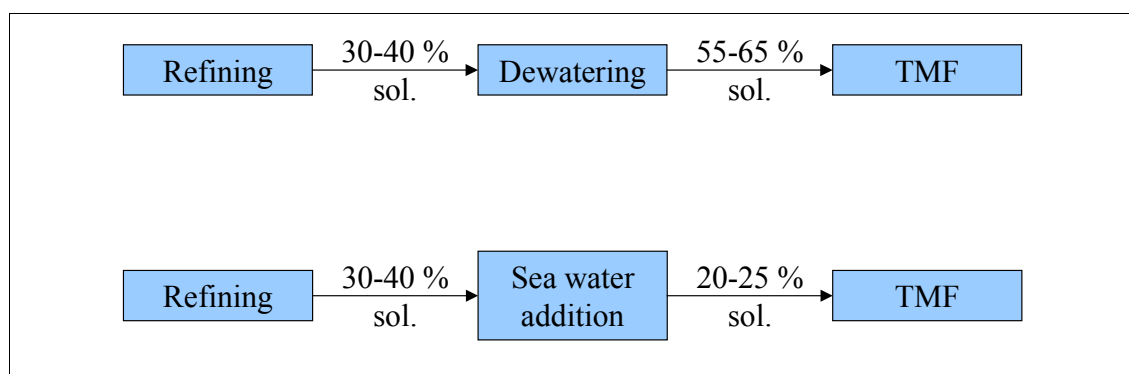 30-40 %
55-65 %
Refining
Dewatering
TMF
sol.
sol.
30-40 %
Sea water
20-25 %
Refining
addition
TMF
sol.
sol.